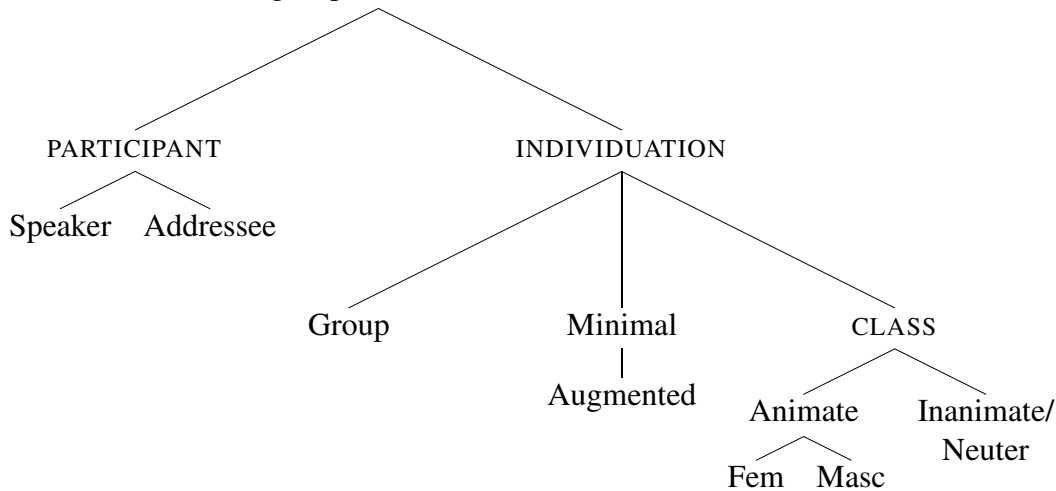 PARTICIPANT INDIVIDUATION
Speaker Addressee
Group Minimal CLASS
Augmented Animate Inanimate/
Neuter
Fem Masc